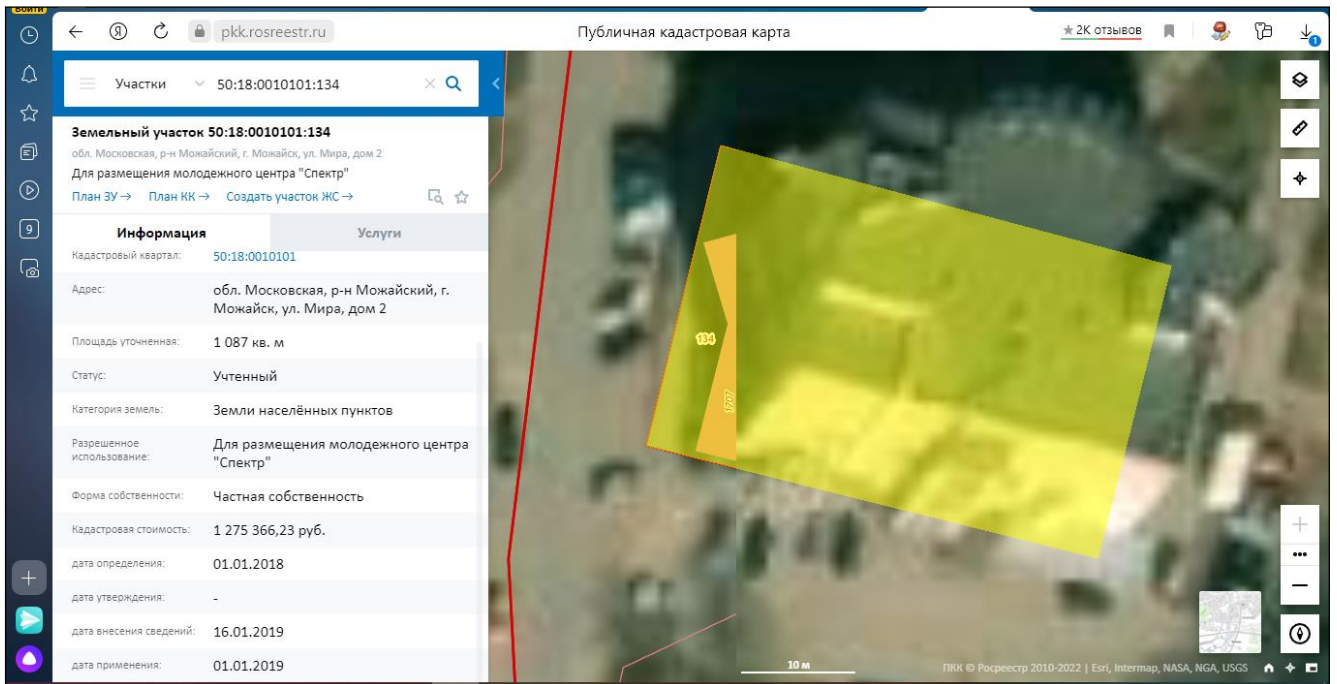 Войти
pkk.rosreestr.ru
Публичная кадастровая карта
★ 2K отзывов
1
Участки
50:18:0010101:134
Земельный участок 50:18:0010101:134
обл. Московская, р-н Можайский, г. Можайск, ул. Мира, дом 2
Для размещения молодежного центра "Спектр"
План ЗУ → План КК → Создать участок ЖС →
9
Информация
Услуги
Кадастровый квартал: 50:18:0010101
Адрес: обл. Московская, р-н Можайский, г.
Можайск, ул. Мира, дом 2
Площадь уточненная: 1 087 кв. м
Статус: Учтенный
Категория земель: Земли населённых пунктов
Разрешенное
использование:
Для размещения молодежного центра
"Спектр"
Форма собственности: Частная собственность
Кадастровая стоимость: 1 275 366,23 руб.
дата определения: 01.01.2018
дата утверждения: -
дата внесения сведений: 16.01.2019
дата применения: 01.01.2019
134
1707
10 м
ПКК © Росреестр 2010-2022 | Esri, Intermap, NASA, NGA, USGS